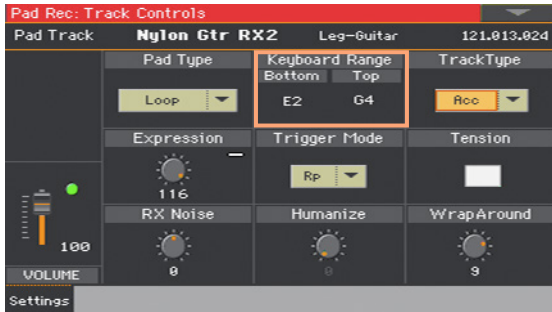 Pad Rec: Track Controls
Pad Track Nylon Gtr RX2 Leg-Guitar 121.013.024
Pad Type Keyboard Range TrackType
Bottom Top
Loop E2 G4 Acc
Expression Trigger Mode Tension
Rp
116
RX Noise Humanize WrapAround
100
0 0 9
VOLUME
Settings